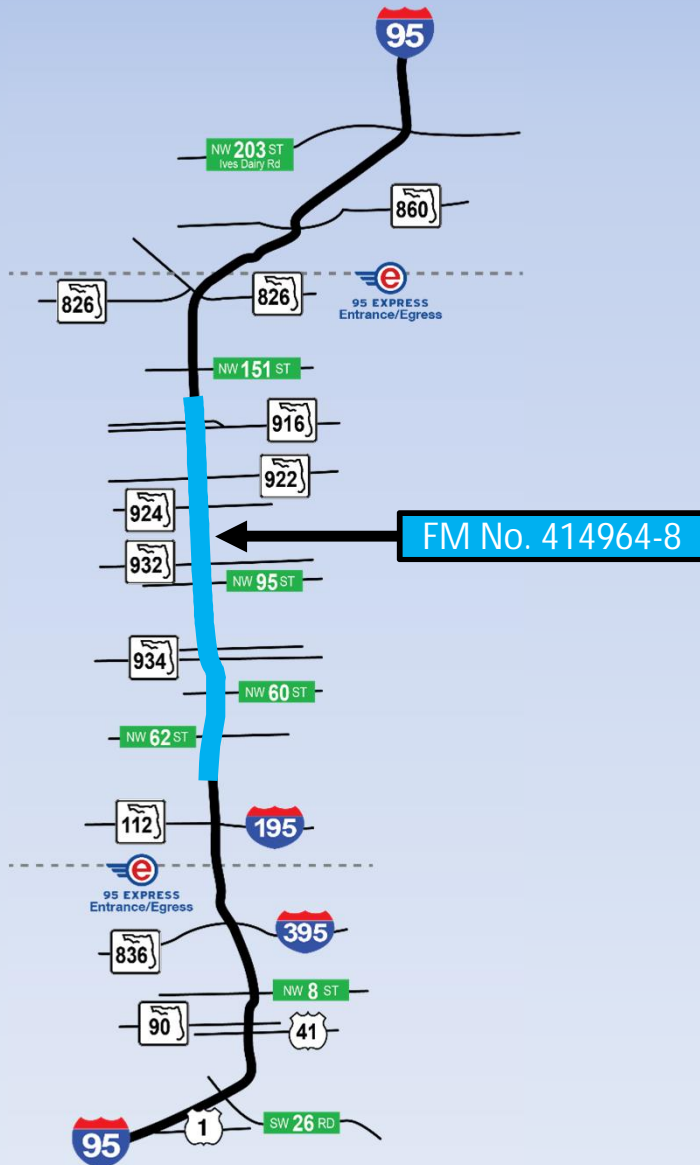 95
NW 203 ST
Ives Dairy Rd
860
826
826
e
95 EXPRESS
Entrance/Egress
NW 151 ST
916
922
924
FM No. 414964-8
932
NW 95 ST
934
NW 60 ST
NW 62 ST
112
195
e
95 EXPRESS
Entrance/Egress
395
836
NW 8 ST
90
41
1
SW 26 RD
95